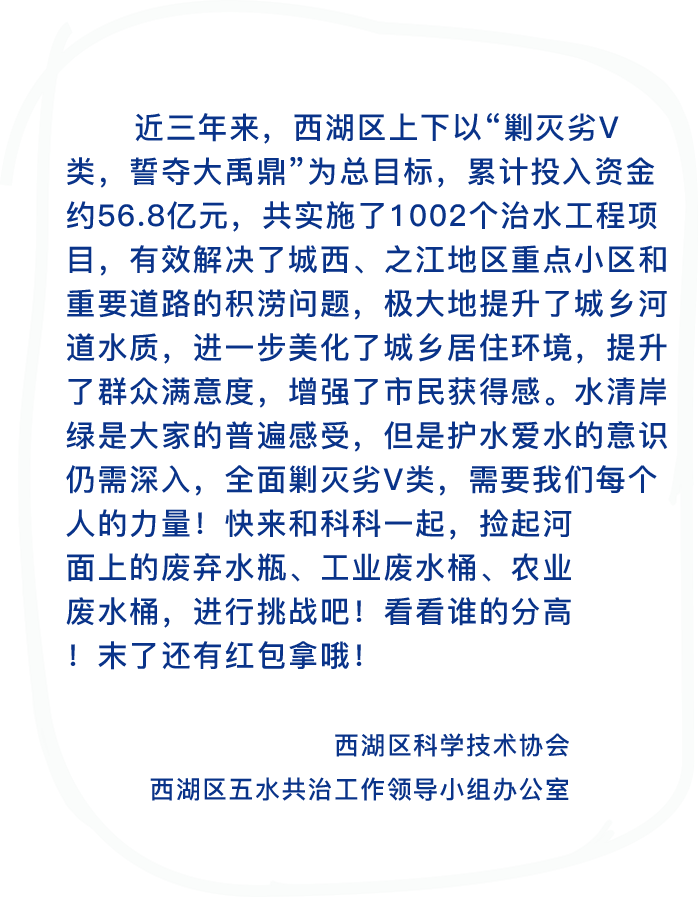 近三年来，西湖区上下以“剿灭劣V
类，誓夺大禹鼎”为总目标，累计投入资金
约56.8亿元，共实施了1002个治水工程项
目，有效解决了城西、之江地区重点小区和
重要道路的积涝问题，极大地提升了城乡河
道水质，进一步美化了城乡居住环境，提升
了群众满意度，增强了市民获得感。水清岸
绿是大家的普遍感受，但是护水爱水的意识
仍需深入，全面剿灭劣V类，需要我们每个
人的力量！快来和科科一起，捡起河
面上的废弃水瓶、工业废水桶、农业
废水桶，进行挑战吧！看看谁的分高
！末了还有红包拿哦！
西湖区科学技术协会
西湖区五水共治工作领导小组办公室